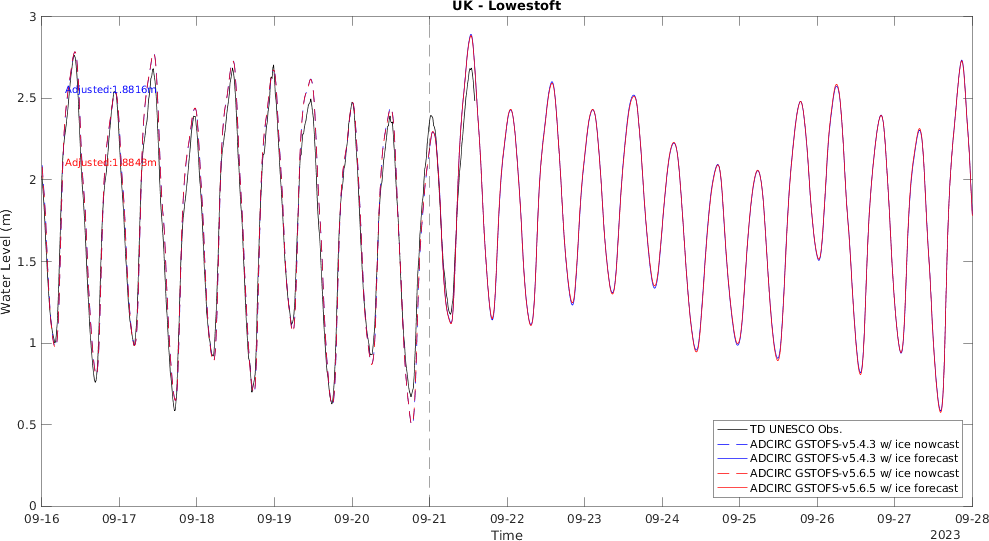 UK - Lowestoft
3
2.5
2
1.5
1
0.5
0
Water Level (m)
Adjusted:1.8816m
Adjusted:1.8843m
TD UNESCO Obs.
ADCIRC GSTOFS-v5.4.3 w/ ice nowcast
ADCIRC GSTOFS-v5.4.3 w/ ice forecast
ADCIRC GSTOFS-v5.6.5 w/ ice nowcast
ADCIRC GSTOFS-v5.6.5 w/ ice forecast
09-16 09-17 09-18 09-19 09-20 09-21 09-22 09-23 09-24 09-25 09-26 09-27 09-28
Time
2023